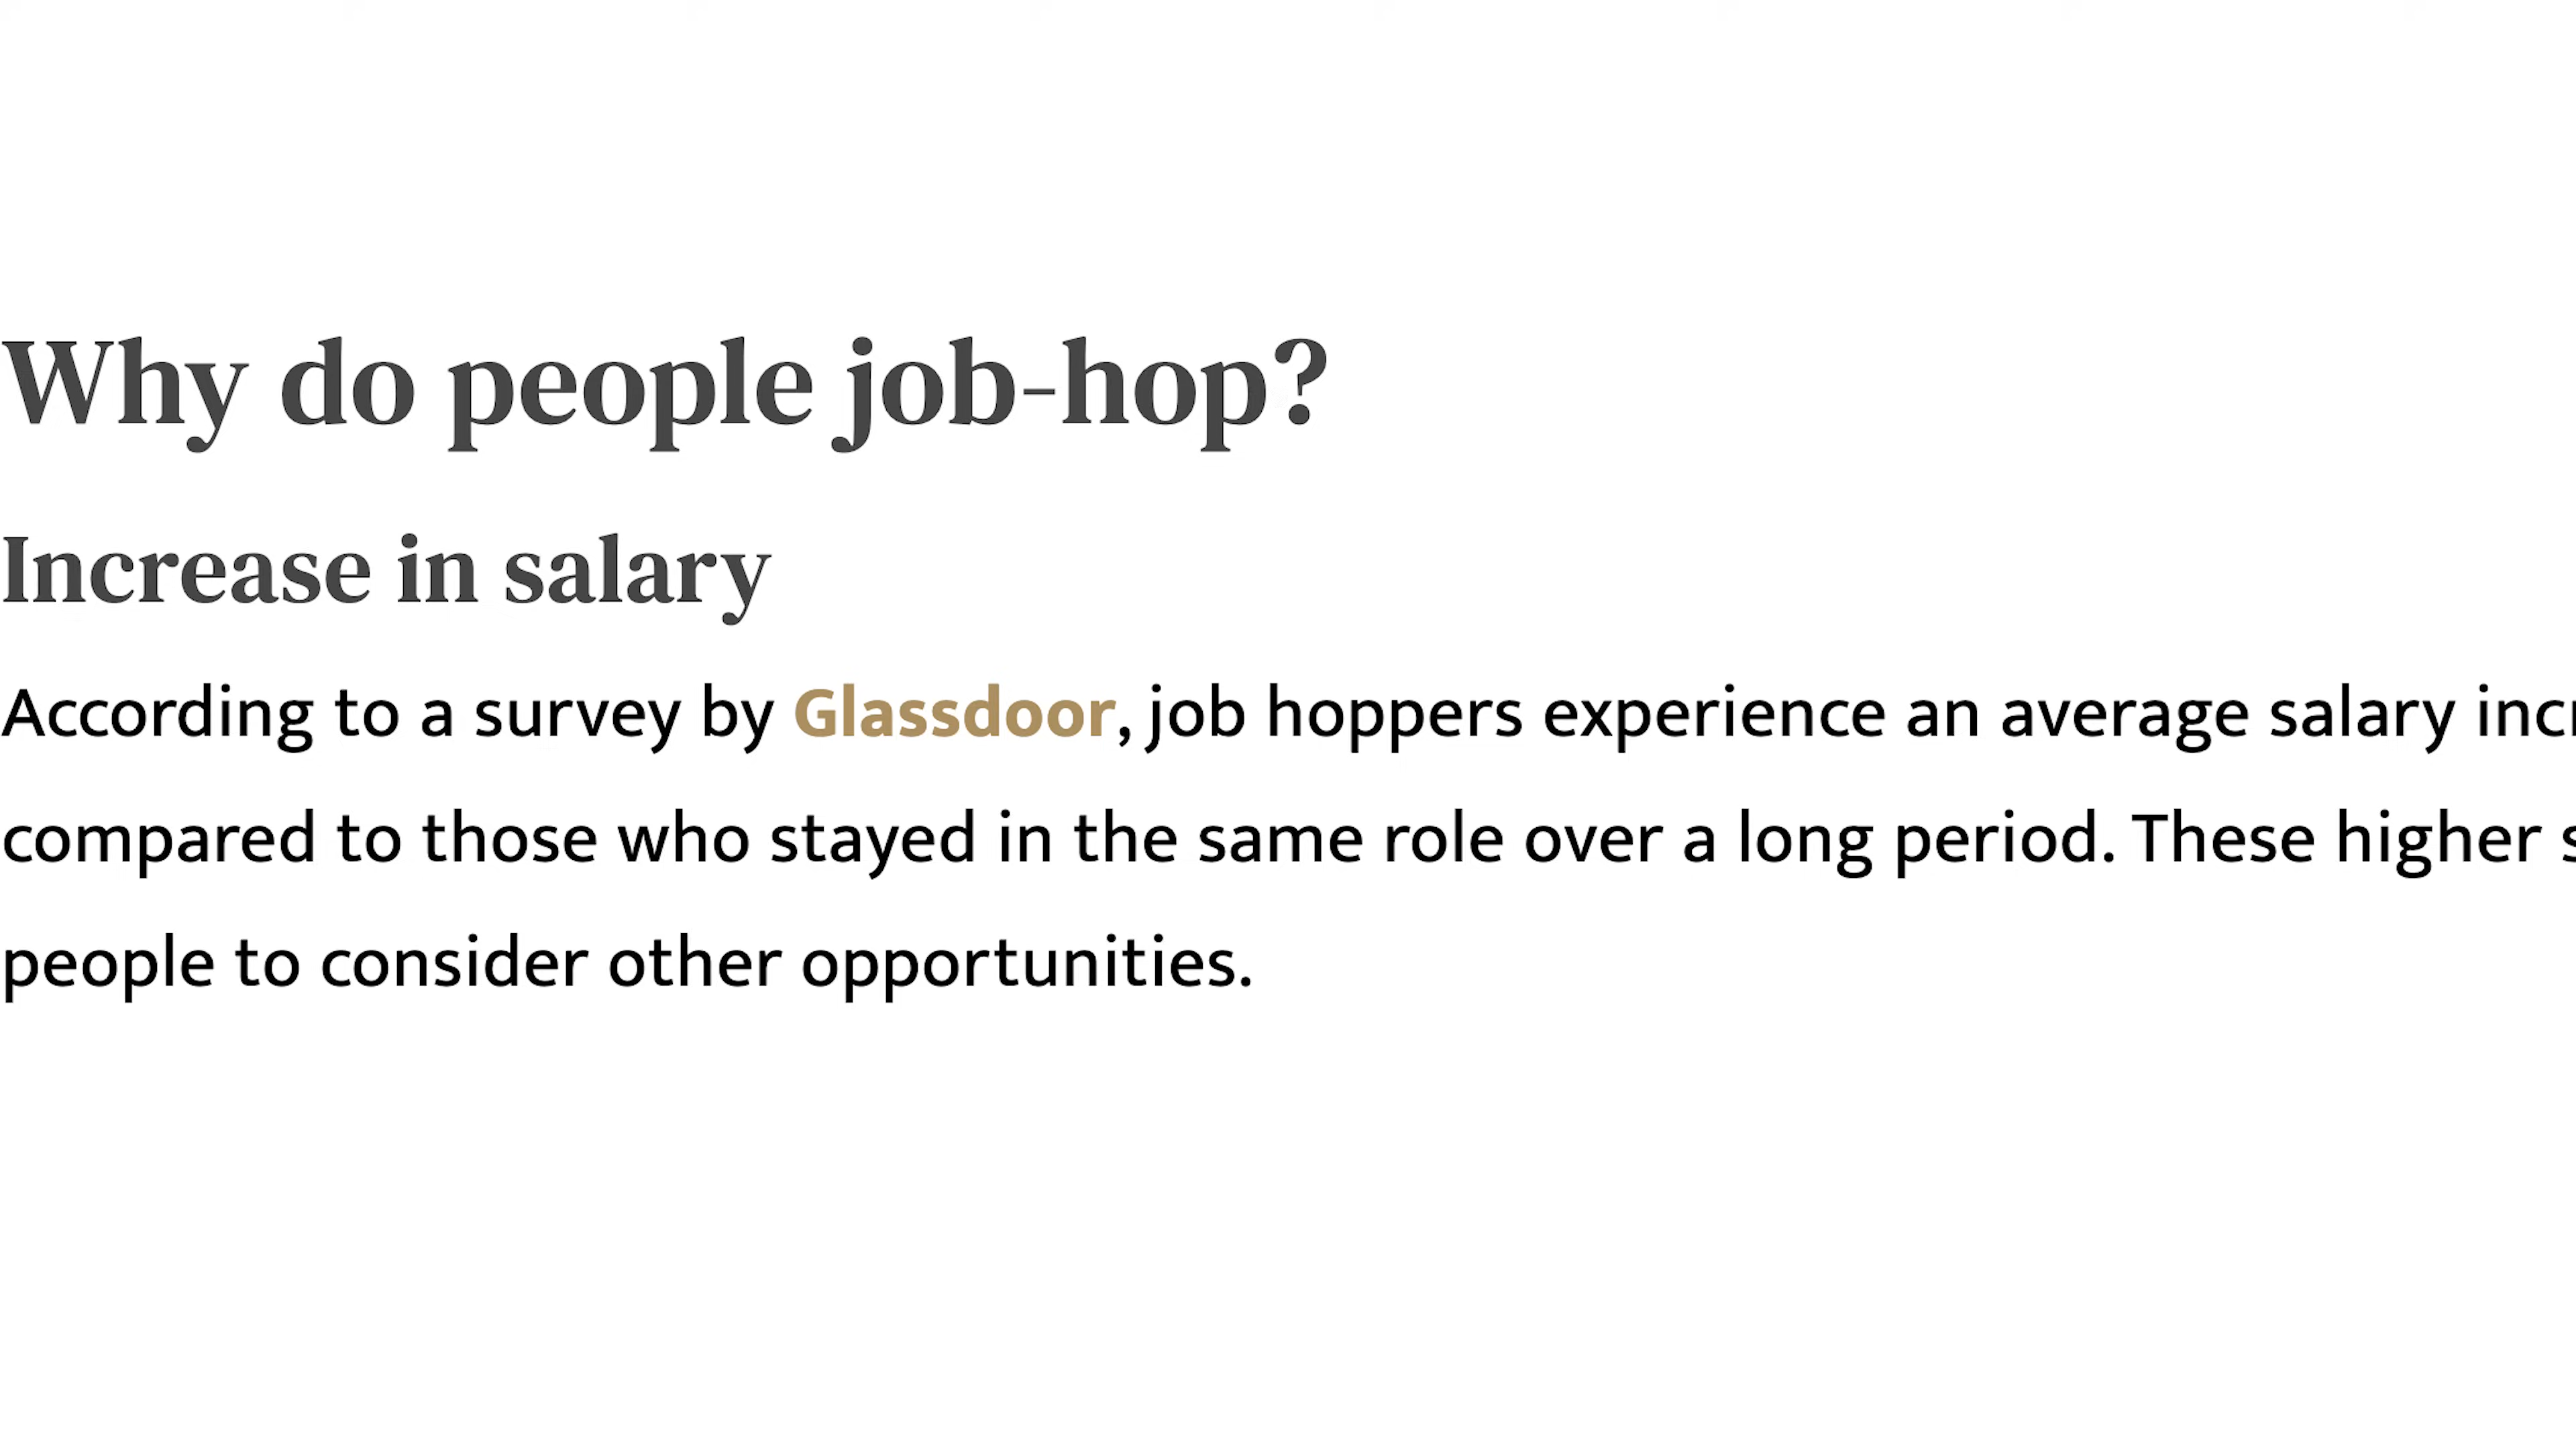 Why do people job-hop?
Increase in salary
According to a survey by Glassdoor, job hoppers experience an average salary
compared to those who stayed in the same role over a long period. These higher
people to consider other opportunities.